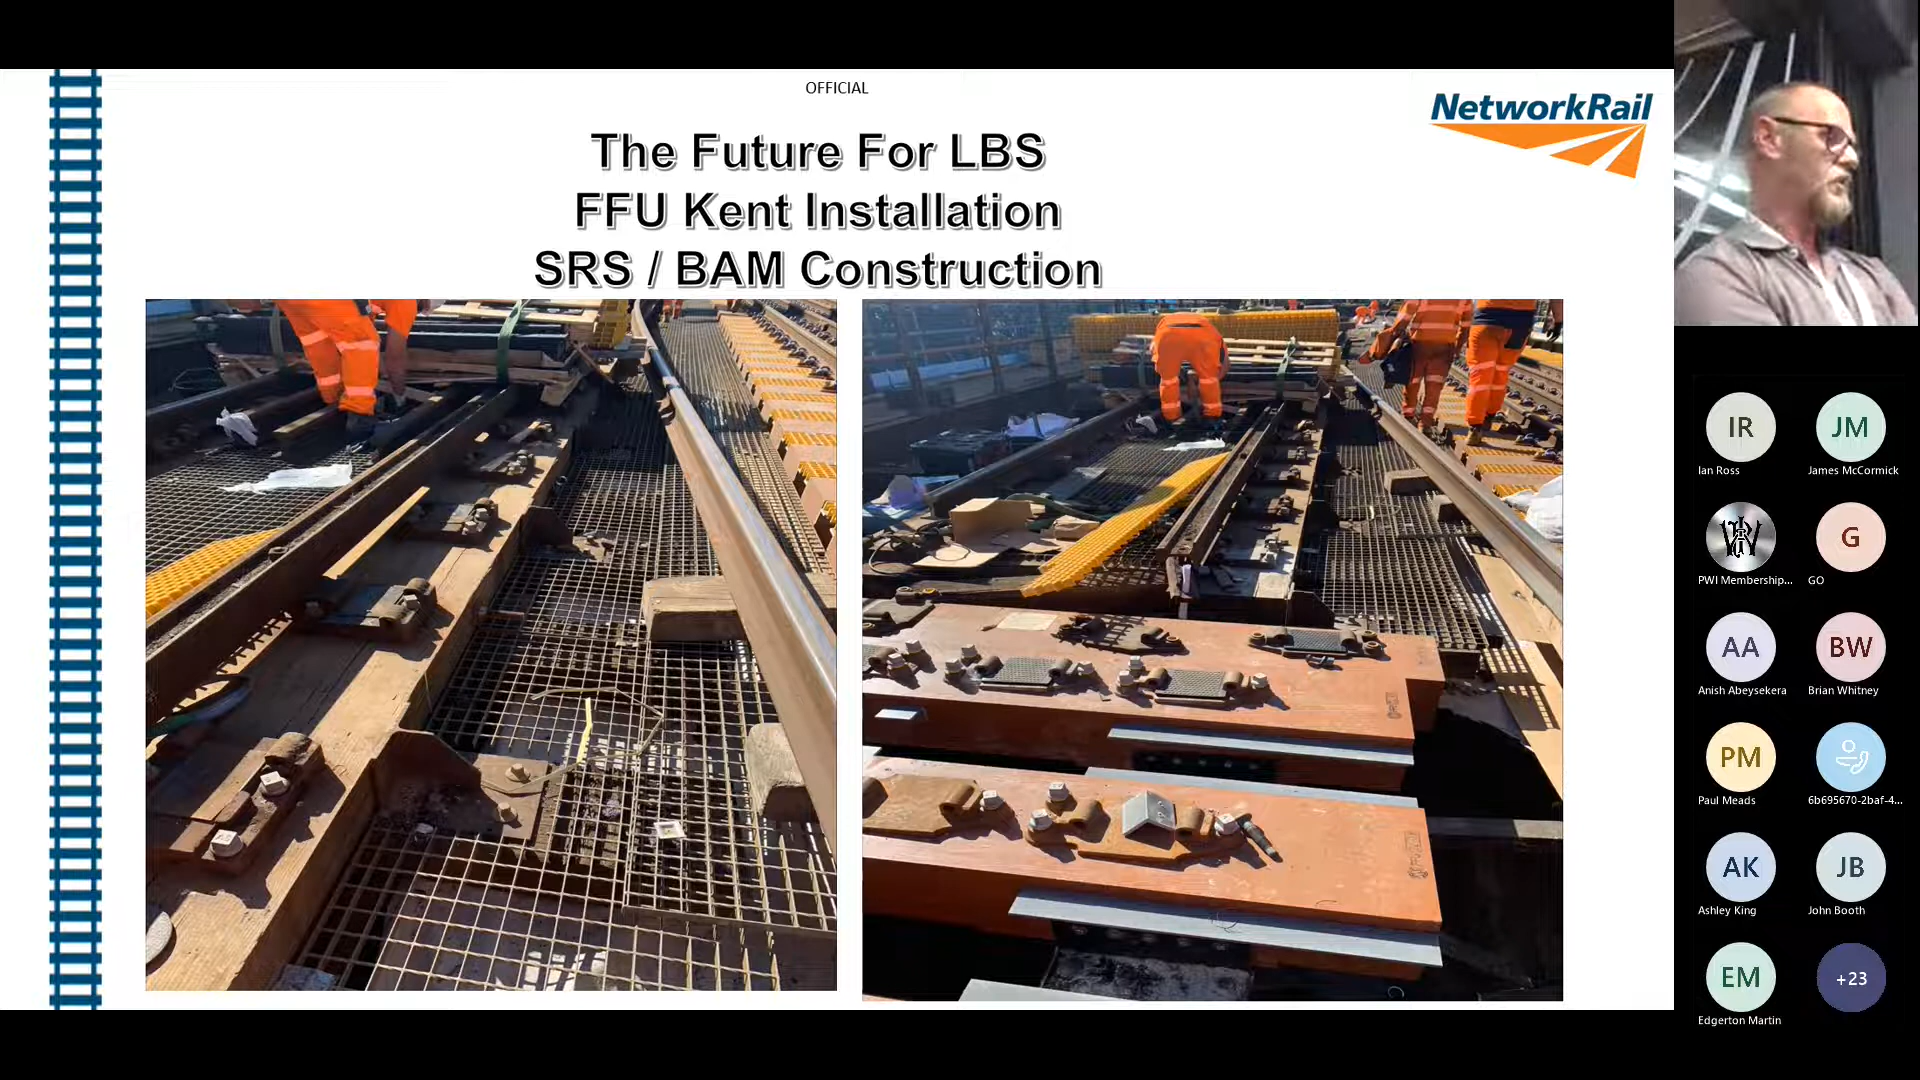 OFFICIAL
NetworkRail
The Future For LBS
FFU Kent Installation
SRS / BAM Construction
IR
JM
Ian Ross
James McCormick
G
PWI Membership...
GO
AA
BW
Anish Abeysekera
Brian Whitney
PM
Paul Meads
6b695670-2baf-4...
AK
JB
Ashley King
John Booth
EM
+23
Edgerton Martin